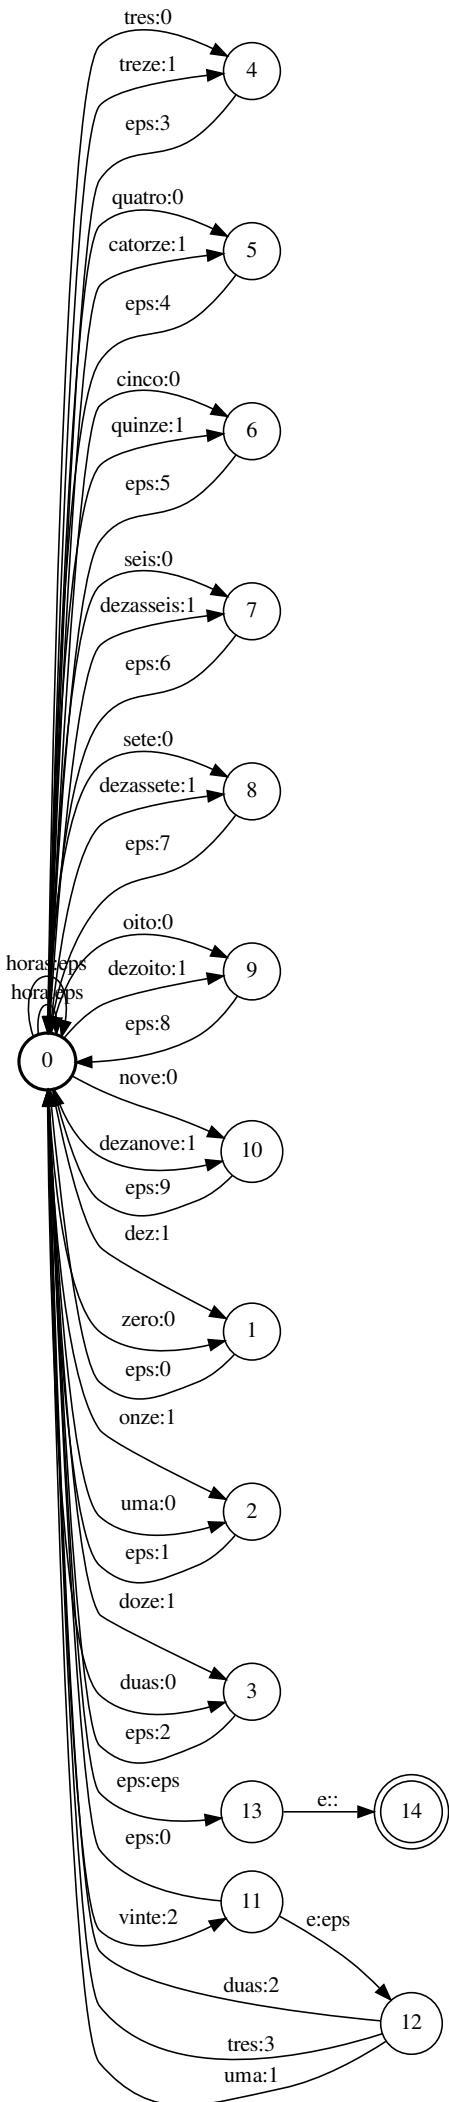 tres:0
treze:1
4
eps:3
quatro:0
catorze:1
5
eps:4
cinco:0
quinze:1
6
eps:5
seis:0
dezasseis:1
7
eps:6
sete:0
dezassete:1
8
eps:7
oito:0
horas:eps
dezoito:1
9
hora:eps
eps:8
0
nove:0
dezanove:1
10
eps:9
dez:1
zero:0
1
eps:0
onze:1
uma:0
2
eps:1
doze:1
duas:0
3
eps:2
eps:eps
13
e::
14
eps:0
vinte:2
11
e:eps
duas:2
12
tres:3
uma:1